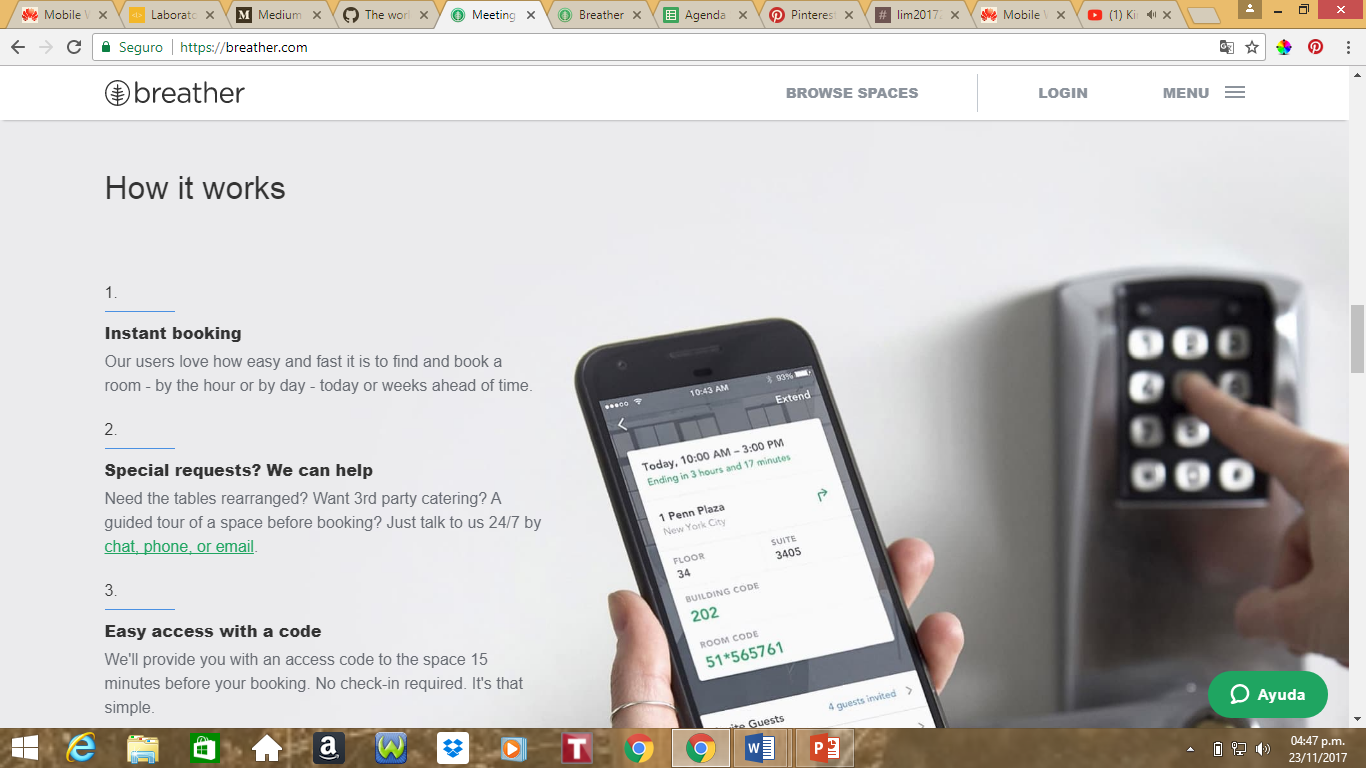 Mobile W
Laborato
Medium
The wor
Meeting
Breather
Agenda
Pinteres
lim2017
Mobile W
(1) Ki
Seguro
https://breather.com
breather
BROWSE SPACES
LOGIN
MENU
How it works
1.
Instant booking
Our users love how easy and fast it is to find and book a
room - by the hour or by day - today or weeks ahead of time.
2.
Special requests? We can help
Need the tables rearranged? Want 3rd party catering? A
guided tour of a space before booking? Just talk to us 24/7 by
chat, phone, or email.
3.
Easy access with a code
We'll provide you with an access code to the space 15
minutes before your booking. No check-in required. It's that
simple.
10:43 AM
93%
Extend
Today, 10:00 AM – 3:00 PM
Ending in 3 hours and 17 minutes
1 Penn Plaza
New York City
FLOOR
SUITE
34
3405
BUILDING CODE
202
ROOM CODE
51*565761
Guests
4 guests invited
Ayuda
04:47 p.m.
23/11/2017